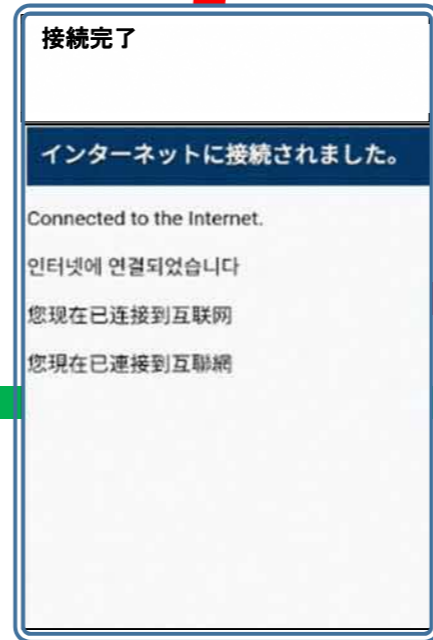 接続完了
インターネットに接続されました。
Connected to the Internet.
인터넷에 연결되었습니다
您现在已连接到互联网
您現在已連接到互聯網